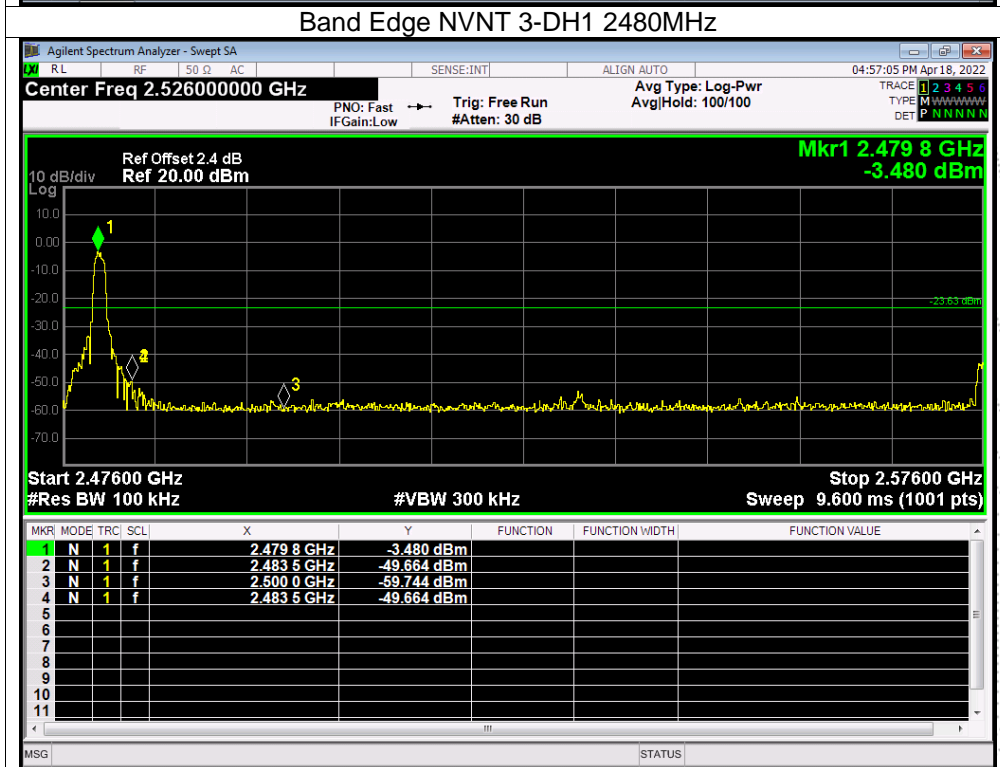 Band Edge NVNT 3-DH1 2480MHz
Agilent Spectrum Analyzer - Swept SA
LXI RL RF 50 Ω AC SENSE:INT ALIGN AUTO 04:57:05 PM Apr 18, 2022
Center Freq 2.526000000 GHz
PNO: Fast Trig: Free Run Avg Type: Log-Pwr TRACE 1 2 3 4 5 6
IFGain:Low #Atten: 30 dB Avg|Hold: 100/100 TYPE M WWWWW
DET P N N N N N
Mkr1 2.479 8 GHz
-3.480 dBm
Ref Offset 2.4 dB
10 dB/div Ref 20.00 dBm
Log
10.0
1
0.00
-10.0
-20.0
-23.63 dBm
-30.0
-40.0
-50.0
3
-60.0
-70.0
Start 2.47600 GHz Stop 2.57600 GHz
#Res BW 100 kHz #VBW 300 kHz Sweep 9.600 ms (1001 pts)
MKR MODE TRC SCL X Y FUNCTION FUNCTION WIDTH FUNCTION VALUE
1 N 1 f 2.479 8 GHz -3.480 dBm
2 N 1 f 2.483 5 GHz -49.664 dBm
3 N 1 f 2.500 0 GHz -59.744 dBm
4 N 1 f 2.483 5 GHz -49.664 dBm
5
6
7
8
9
10
11
MSG STATUS